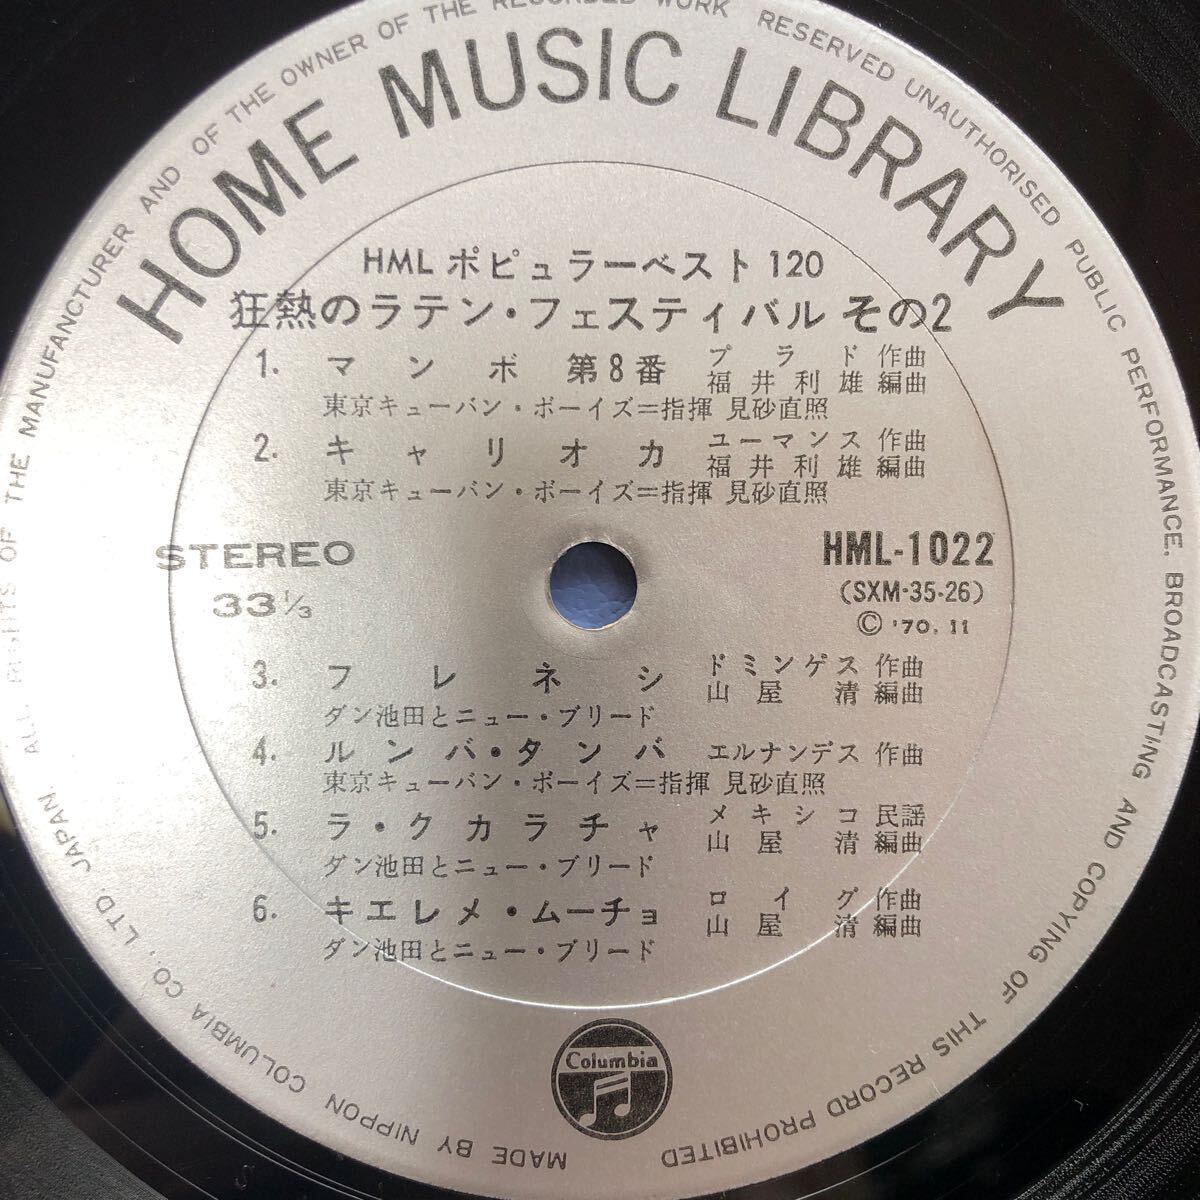 ALL RIGHTS OF THE MANUFANCTURER AND OF THE OWNER OF THE RECORDED WORK RESERVED UNAUTHORISED PUBLIC PERFORMANCE, BROADCASTING AND COPYING OF THIS RECORD PROHIBITED
HOME MUSIC LIBRARY
HML ポピュラーベスト 120
狂熱のラテン・フェスティバル その2
1. マンボ 第8番 プラド 作曲
福井利雄 編曲
東京キューバン・ボーイズ=指揮 見砂直照
2. キャリオカ ユーマンス 作曲
福井利雄 編曲
東京キューバン・ボーイズ=指揮 見砂直照
STEREO
33 1/3
HML-1022
(SXM-35-26)
© '70.11
3. フレネシ ドミンゲス 作曲
山屋清 編曲
ダン池田とニュー・ブリード
4. ルンバ・タンバ エルナンデス 作曲
東京キューバン・ボーイズ=指揮 見砂直照
5. ラ・クカラチャ メキシコ 民謡
山屋清 編曲
ダン池田とニュー・ブリード
6. キエレメ・ムーチョ ロイグ 作曲
山屋清 編曲
ダン池田とニュー・ブリード
Columbia
MADE BY NIPPON COLUMBIA CO., LTD. JAPAN